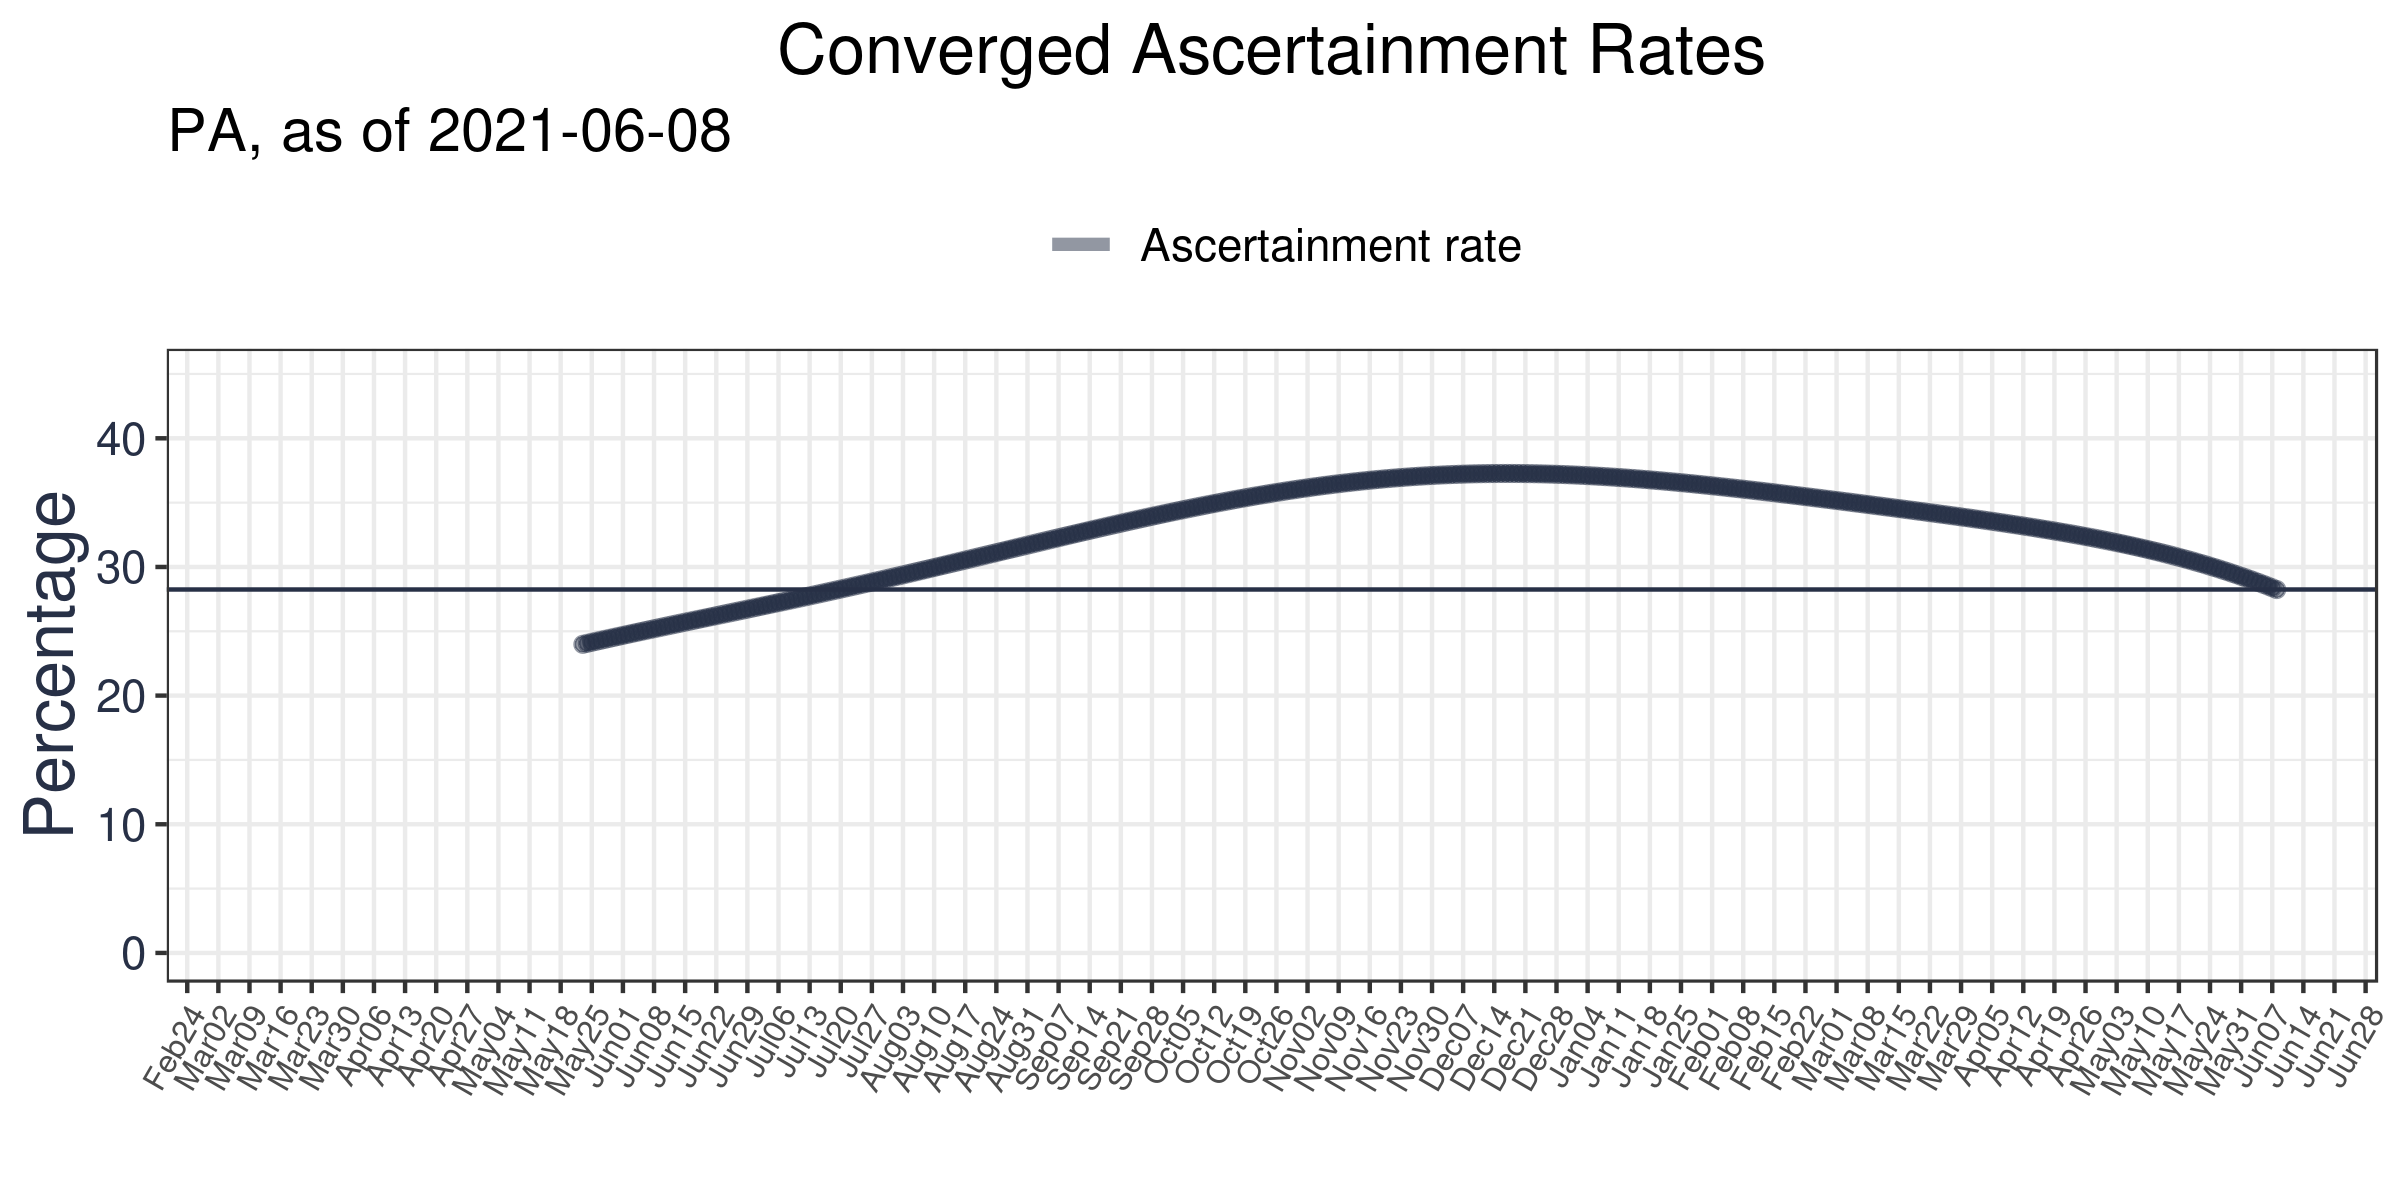 Converged Ascertainment Rates
PA, as of 2021-06-08
Ascertainment rate
Percentage
40
30
20
10
0
Feb24 Mar02 Mar09 Mar16 Mar23 Mar30 Apr06 Apr13 Apr20 Apr27 May04 May11 May18 May25 Jun01 Jun08 Jun15 Jun22 Jun29 Jul06 Jul13 Jul20 Jul27 Aug03 Aug10 Aug17 Aug24 Aug31 Sep07 Sep14 Sep21 Sep28 Oct05 Oct12 Oct19 Oct26 Nov02 Nov09 Nov16 Nov23 Nov30 Dec07 Dec14 Dec21 Dec28 Jan04 Jan11 Jan18 Jan25 Feb01 Feb08 Feb15 Feb22 Mar01 Mar08 Mar15 Mar22 Mar29 Apr05 Apr12 Apr19 Apr26 May03 May10 May17 May24 May31 Jun07 Jun14 Jun21 Jun28